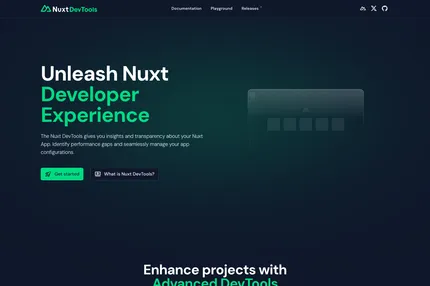 NuxtDevTools
Documentation
Playground
Releases
Unleash Nuxt
Developer
Experience
The Nuxt DevTools gives you insights and transparency about your Nuxt
App. Identify performance gaps and seamlessly manage your app
configurations.
Get started
What is Nuxt DevTools?
Enhance projects with
Advanced DevTools